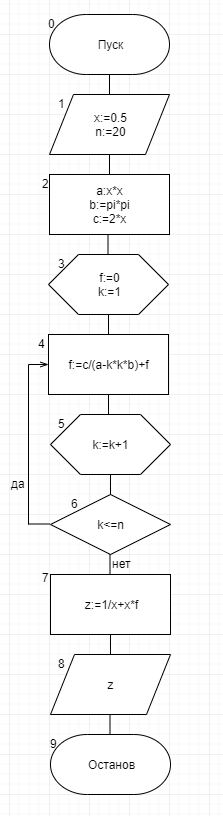 0
Пуск
1
x:=0.5
n:=20
2
a:x*x
b:=pi*pi
c:=2*x
3
f:=0
k:=1
4
f:=c/(a-k*k*b)+f
5
k:=k+1
6
k<=n
да
нет
7
z:=1/x+x*f
8
z
9
Останов